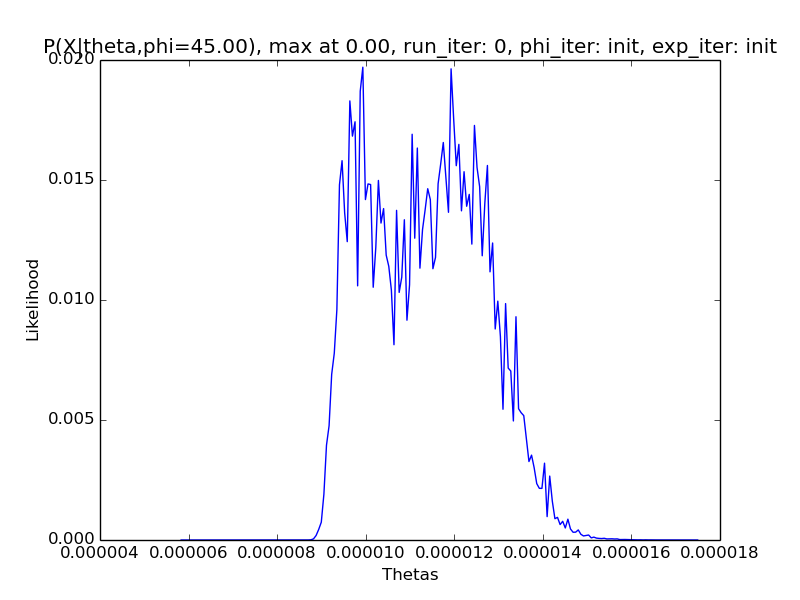 P(X|theta,phi=45.00), max at 0.00, run_iter: 0, phi_iter: init, exp_iter: init
0.020
0.015
0.010
0.005
0.000
Likelihood
0.000004 0.000006 0.000008 0.000010 0.000012 0.000014 0.000016 0.000018
Thetas